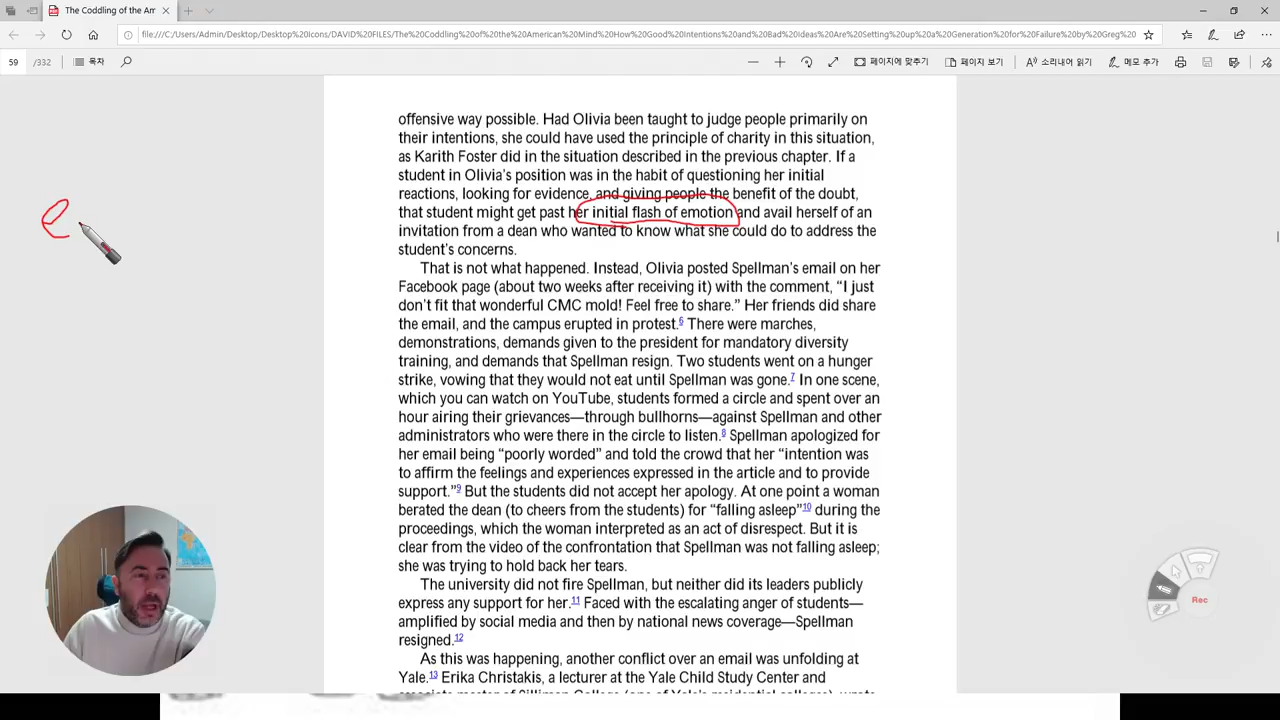 The Coddling of the Am
file:///C:/Users/Admin/Desktop/Desktop%20Icons/DAVID%20FILES/The%20Coddling%20of%20the%20American%20Mind%20How%20Good%20Intentions%20and%20Bad%20Ideas%20Are%20Setting%20up%20a%20Generation%20for%20Failure%20by%20Greg%20
59 /332 목차 페이지에 맞추기 페이지 보기 소리내어 읽기 메모 추가
offensive way possible. Had Olivia been taught to judge people primarily on
their intentions, she could have used the principle of charity in this situation,
as Karith Foster did in the situation described in the previous chapter. If a
student in Olivia's position was in the habit of questioning her initial
reactions, looking for evidence, and giving people the benefit of the doubt,
that student might get past her initial flash of emotion and avail herself of an
invitation from a dean who wanted to know what she could do to address the
student's concerns.
That is not what happened. Instead, Olivia posted Spellman's email on her
Facebook page (about two weeks after receiving it) with the comment, “I just
don't fit that wonderful CMC mold! Feel free to share.” Her friends did share
the email, and the campus erupted in protest.6 There were marches,
demonstrations, demands given to the president for mandatory diversity
training, and demands that Spellman resign. Two students went on a hunger
strike, vowing that they would not eat until Spellman was gone.7 In one scene,
which you can watch on YouTube, students formed a circle and spent over an
hour airing their grievances—through bullhorns—against Spellman and other
administrators who were there in the circle to listen.8 Spellman apologized for
her email being “poorly worded” and told the crowd that her “intention was
to affirm the feelings and experiences expressed in the article and to provide
support.”9 But the students did not accept her apology. At one point a woman
berated the dean (to cheers from the students) for “falling asleep”10 during the
proceedings, which the woman interpreted as an act of disrespect. But it is
clear from the video of the confrontation that Spellman was not falling asleep;
she was trying to hold back her tears.
The university did not fire Spellman, but neither did its leaders publicly
express any support for her.11 Faced with the escalating anger of students—
amplified by social media and then by national news coverage—Spellman
resigned.12
As this was happening, another conflict over an email was unfolding at
Yale.13 Erika Christakis, a lecturer at the Yale Child Study Center and
associate master of Silliman College (one of Yale's residential colleges), wrote
e
Rec